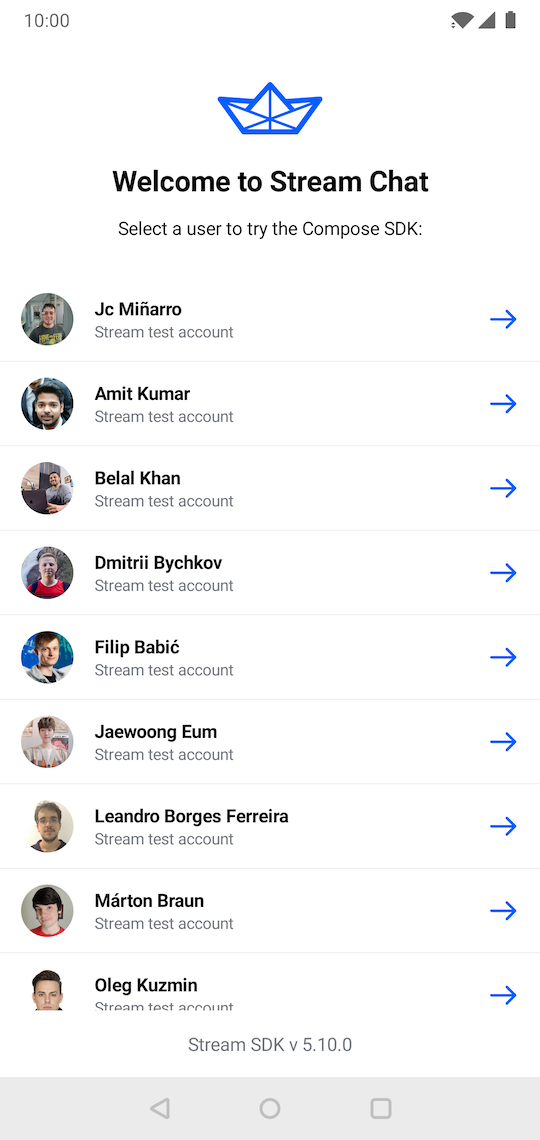 10:00
Welcome to Stream Chat
Select a user to try the Compose SDK:
Jc Miñarro
Stream test account
Amit Kumar
Stream test account
Belal Khan
Stream test account
Dmitrii Bychkov
Stream test account
Filip Babić
Stream test account
Jaewoong Eum
Stream test account
Leandro Borges Ferreira
Stream test account
Márton Braun
Stream test account
Oleg Kuzmin
Stream test account
Stream SDK v 5.10.0